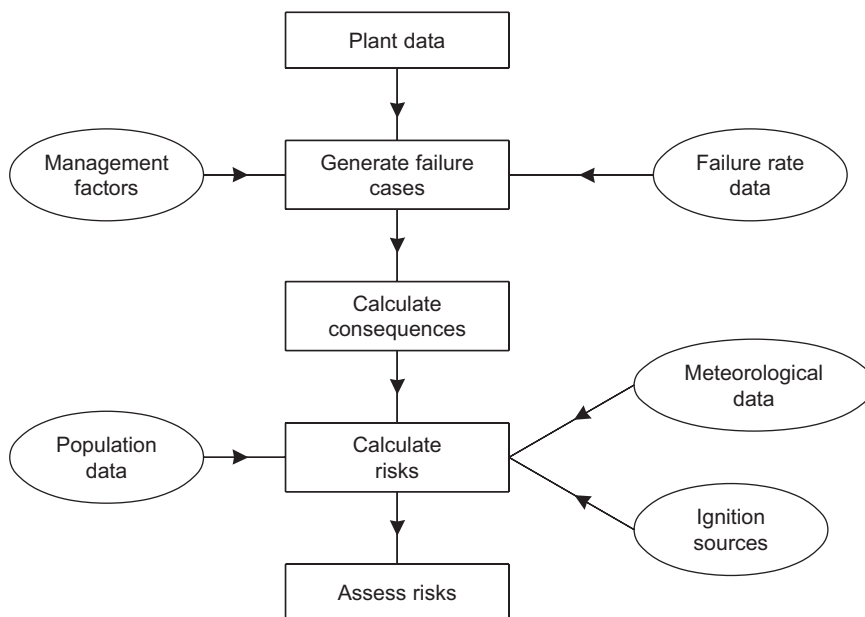 Plant data
Management
factors
Generate failure
cases
Failure rate
data
Calculate
consequences
Meteorological
data
Population
data
Calculate
risks
Ignition
sources
Assess risks